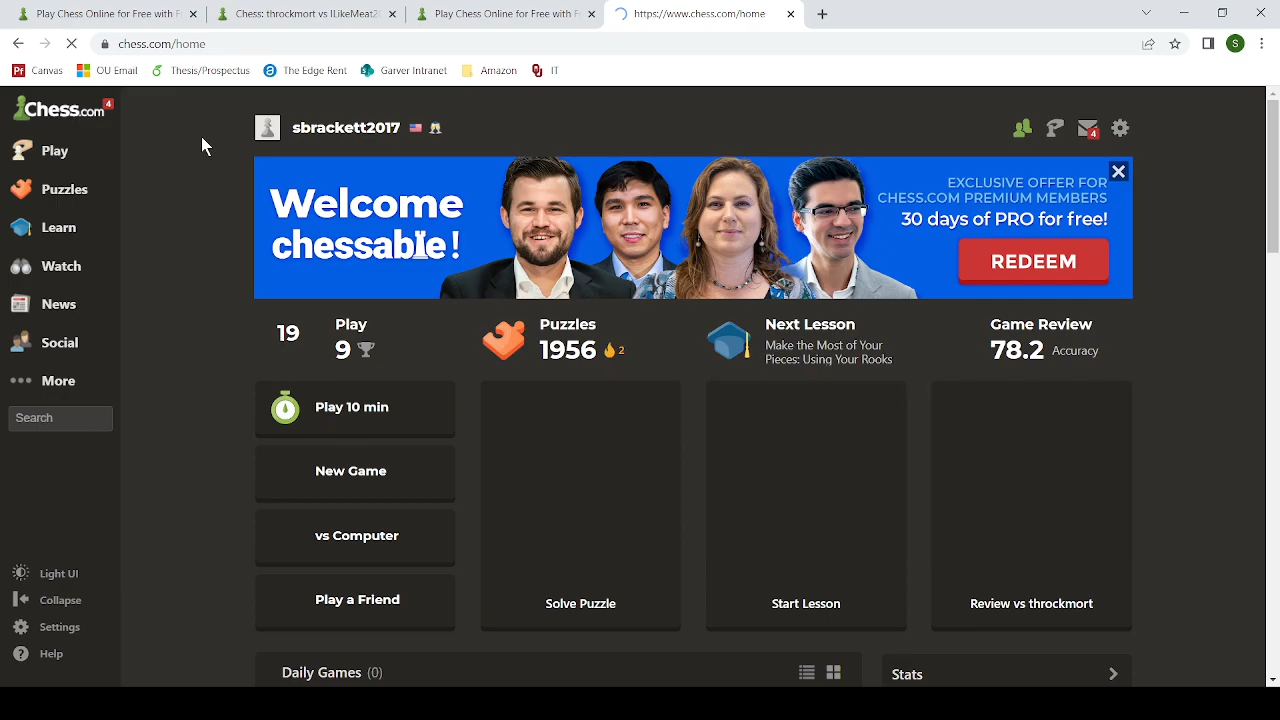 Play Chess Online for Free with F
Chess: throckmort vs ILikeMeat2
Play Chess Online for Free with F
https://www.chess.com/home
chess.com/home
S
Canvas
OU Email
Thesis/Prospectus
The Edge Rent
Garver Intranet
Amazon
IT
Chess.com
4
Play
Puzzles
Learn
Watch
News
Social
More
Search
Light UI
Collapse
Settings
Help
sbrackett2017
4
Welcome
chessable!
EXCLUSIVE OFFER FOR
CHESS.COM PREMIUM MEMBERS
30 days of PRO for free!
REDEEM
19
Play
9
Puzzles
1956
2
Next Lesson
Make the Most of Your
Pieces: Using Your Rooks
Game Review
78.2 Accuracy
Play 10 min
New Game
vs Computer
Play a Friend
Solve Puzzle
Start Lesson
Review vs throckmort
Daily Games (0)
Stats